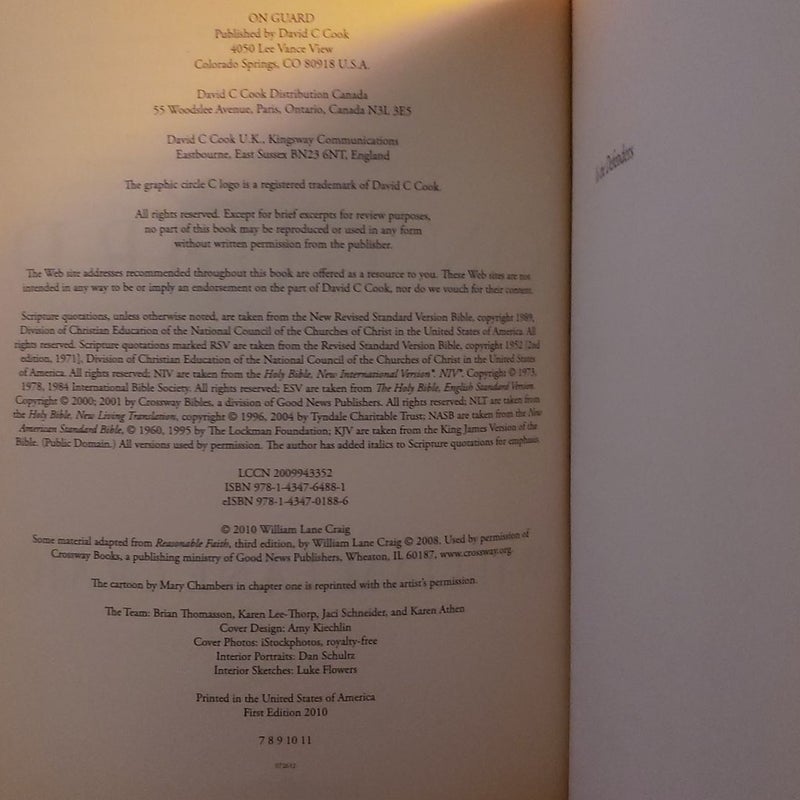 ON GUARD
Published by David C Cook
4050 Lee Vance View
Colorado Springs, CO 80918 U.S.A.
David C Cook Distribution Canada
55 Woodslee Avenue, Paris, Ontario, Canada N3L 3E5
David C Cook U.K., Kingsway Communications
Eastbourne, East Sussex BN23 6NT, England
The graphic circle C logo is a registered trademark of David C Cook.
All rights reserved. Except for brief excerpts for review purposes,
no part of this book may be reproduced or used in any form
without written permission from the publisher.
The Web site addresses recommended throughout this book are offered as a resource to you. These Web sites are not
intended in any way to be or imply an endorsement on the part of David C Cook, nor do we vouch for their content.
Scripture quotations, unless otherwise noted, are taken from the New Revised Standard Version Bible, copyright 1989,
Division of Christian Education of the National Council of the Churches of Christ in the United States of America. All
rights reserved. Scripture quotations marked RSV are taken from the Revised Standard Version Bible, copyright 1952 [2nd
edition, 1971], Division of Christian Education of the National Council of the Churches of Christ in the United States
of America. All rights reserved; NIV are taken from the Holy Bible, New International Version®. NIV®. Copyright © 1973,
1978, 1984 International Bible Society. All rights reserved; ESV are taken from The Holy Bible, English Standard Version.
Copyright © 2000; 2001 by Crossway Bibles, a division of Good News Publishers. All rights reserved; NLT are taken from
the Holy Bible, New Living Translation, copyright © 1996, 2004 by Tyndale Charitable Trust; NASB are taken from the New
American Standard Bible, © 1960, 1995 by The Lockman Foundation; KJV are taken from the King James Version of the
Bible. (Public Domain.) All versions used by permission. The author has added italics to Scripture quotations for emphasis.
LCCN 2009943352
ISBN 978-1-4347-6488-1
eISBN 978-1-4347-0188-6
© 2010 William Lane Craig
Some material adapted from Reasonable Faith, third edition, by William Lane Craig © 2008. Used by permission of
Crossway Books, a publishing ministry of Good News Publishers, Wheaton, IL 60187, www.crossway.org.
The cartoon by Mary Chambers in chapter one is reprinted with the artist's permission.
The Team: Brian Thomasson, Karen Lee-Thorp, Jaci Schneider, and Karen Athen
Cover Design: Amy Kiechlin
Cover Photos: iStockphotos, royalty-free
Interior Portraits: Dan Schultz
Interior Sketches: Luke Flowers
Printed in the United States of America
First Edition 2010
7 8 9 10 11
072612
Defenders